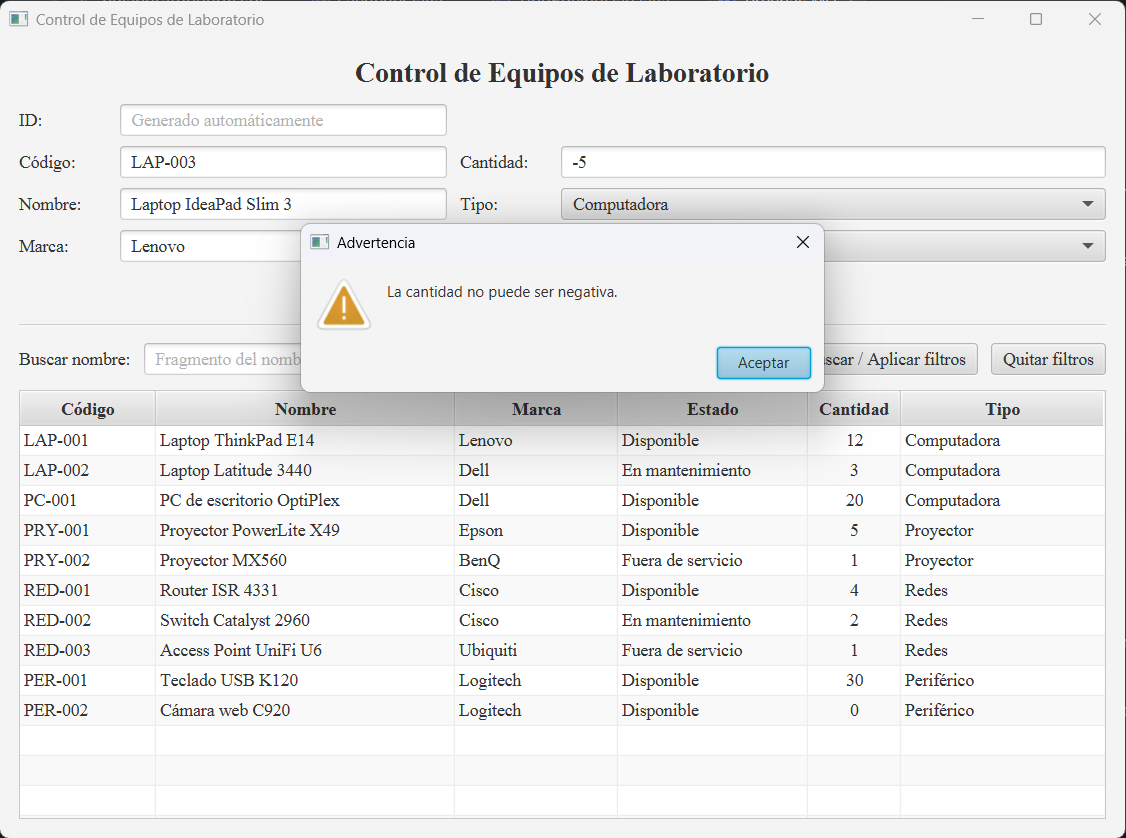 Control de Equipos de Laboratorio
Control de Equipos de Laboratorio
ID: Generado automáticamente
Código: LAP-003 Cantidad: -5
Nombre: Laptop IdeaPad Slim 3 Tipo: Computadora
Marca: Lenovo
Advertencia
La cantidad no puede ser negativa.
Aceptar
Buscar nombre: Fragmento del / Aplicar filtros Quitar filtros
Código Nombre Marca Estado Cantidad Tipo
LAP-001 Laptop ThinkPad E14 Lenovo Disponible 12 Computadora
LAP-002 Laptop Latitude 3440 Dell En mantenimiento 3 Computadora
PC-001 PC de escritorio OptiPlex Dell Disponible 20 Computadora
PRY-001 Proyector PowerLite X49 Epson Disponible 5 Proyector
PRY-002 Proyector MX560 BenQ Fuera de servicio 1 Proyector
RED-001 Router ISR 4331 Cisco Disponible 4 Redes
RED-002 Switch Catalyst 2960 Cisco En mantenimiento 2 Redes
RED-003 Access Point UniFi U6 Ubiquiti Fuera de servicio 1 Redes
PER-001 Teclado USB K120 Logitech Disponible 30 Periférico
PER-002 Cámara web C920 Logitech Disponible 0 Periférico